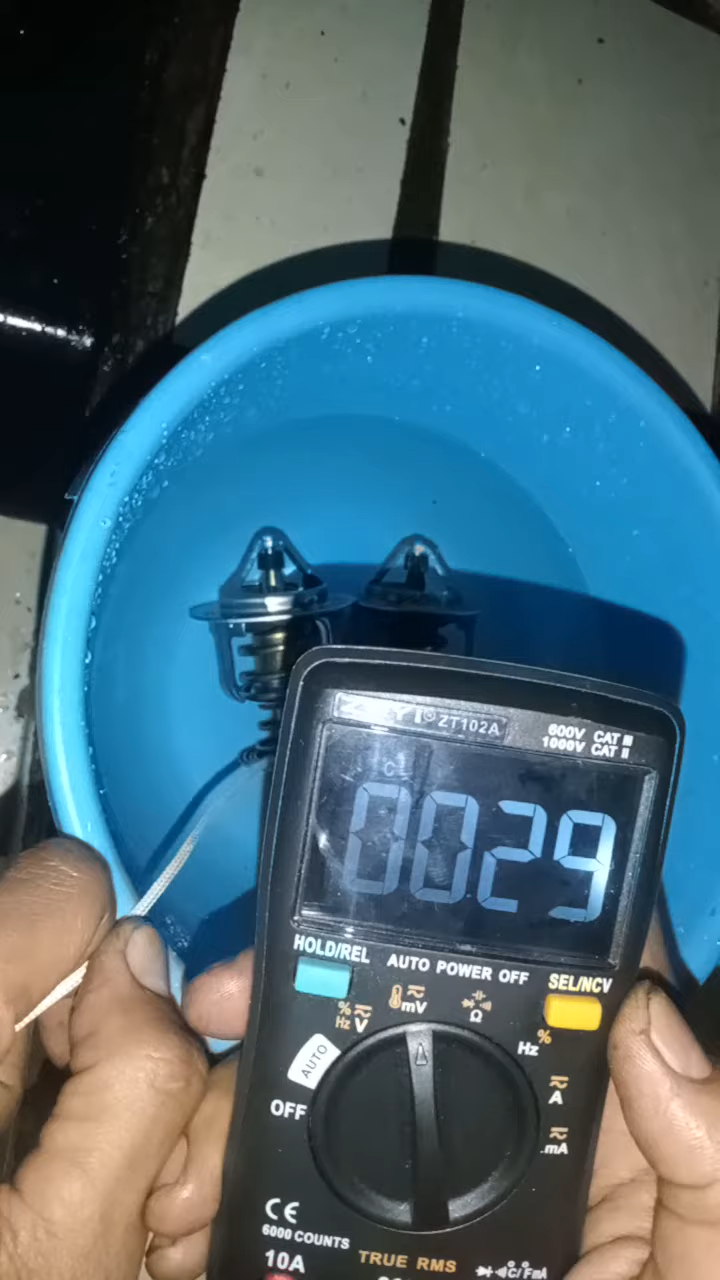 ZT102A
600V CAT III
1000V CAT II
°C
0029
HOLD/REL
AUTO POWER OFF
SEL/NCV
% Hz V
mV
Ω
Hz %
AUTO
OFF
A
mA
CE
6000 COUNTS
10A
TRUE RMS